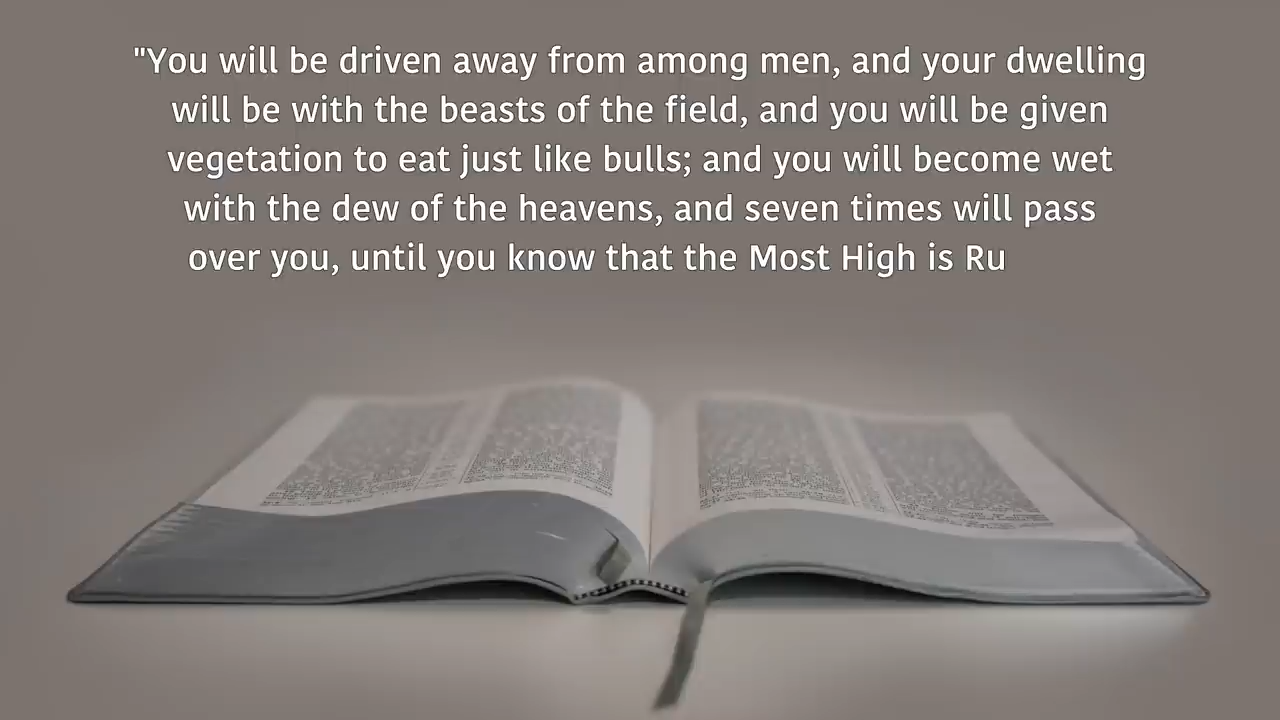 "You will be driven away from among men, and your dwelling
will be with the beasts of the field, and you will be given
vegetation to eat just like bulls; and you will become wet
with the dew of the heavens, and seven times will pass
over you, until you know that the Most High is Ru